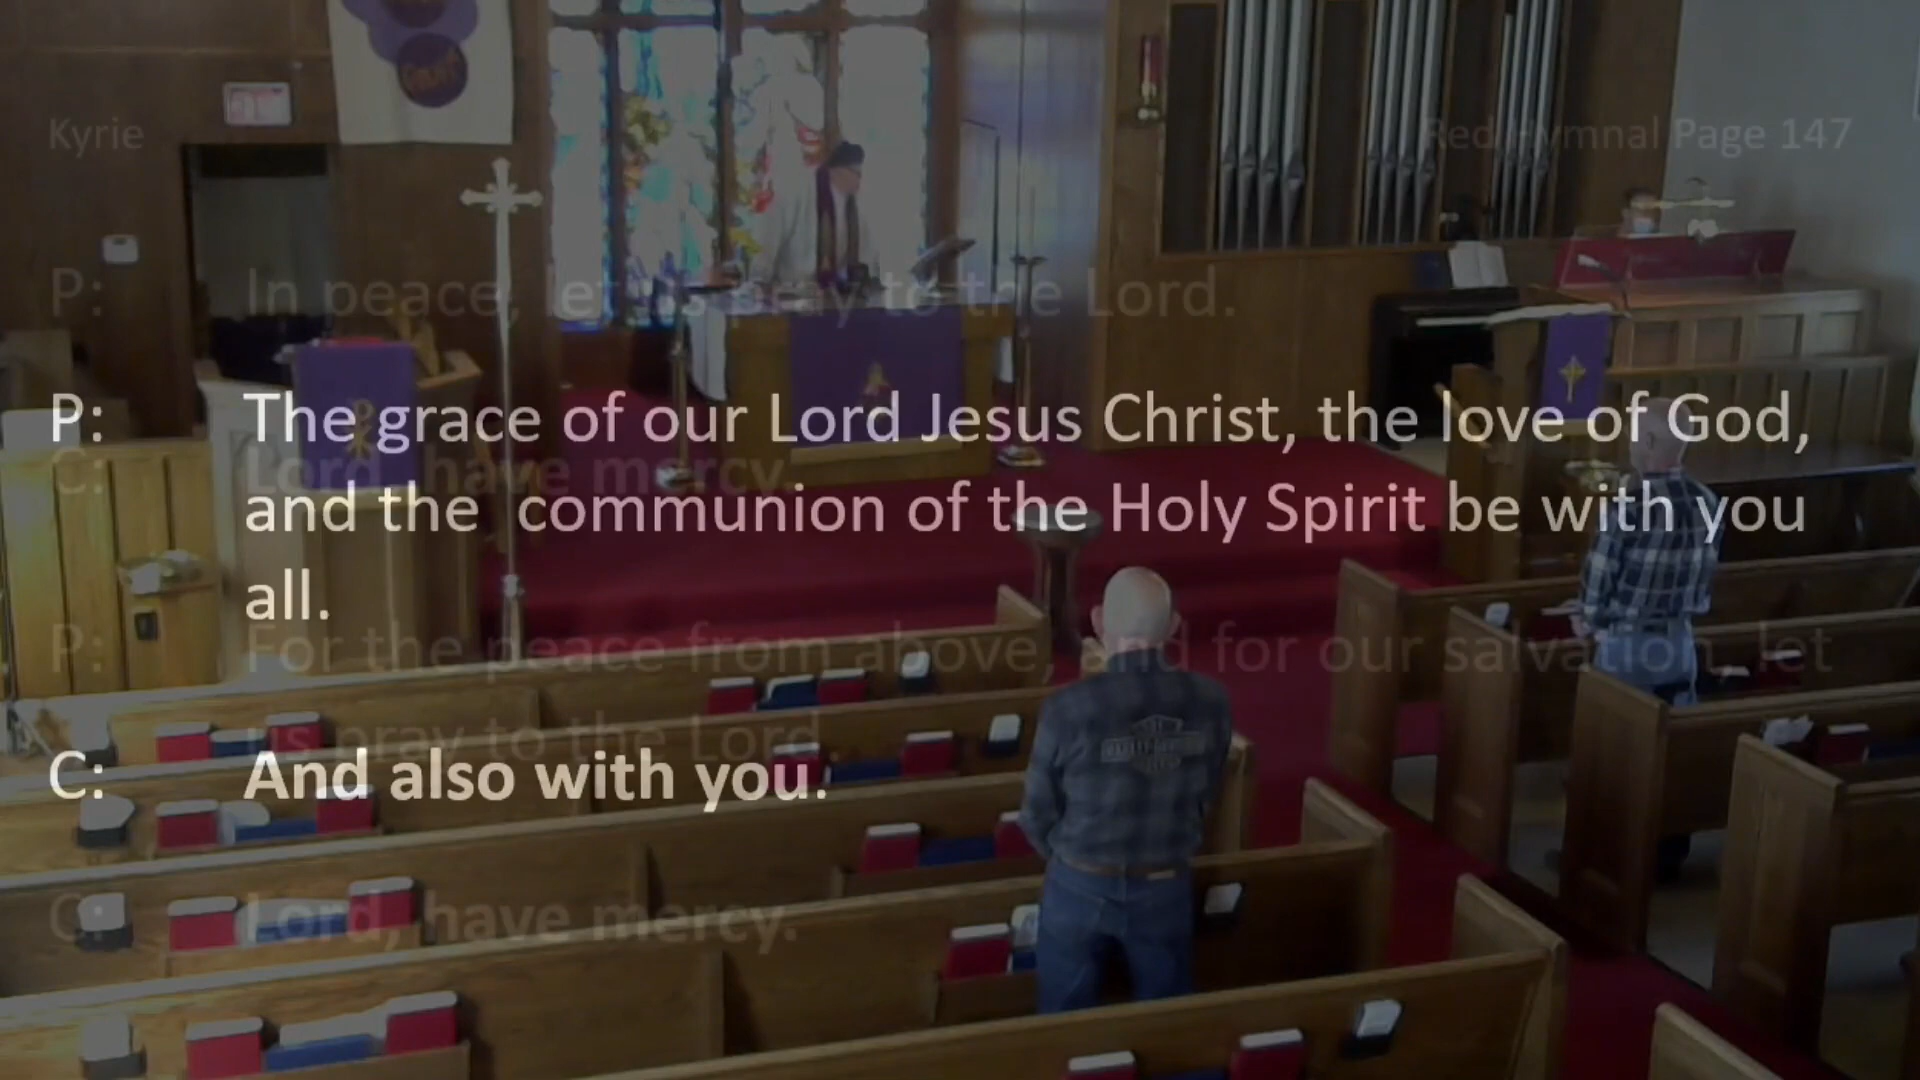 Kyrie
Red Hymnal Page 147
P: In peace, let us pray to the Lord.
P: The grace of our Lord Jesus Christ, the love of God,
C: Lord, have mercy.
and the communion of the Holy Spirit be with you
all.
P: For the peace from above, and for our salvation, let
us pray to the Lord.
C: And also with you.
C: Lord, have mercy.